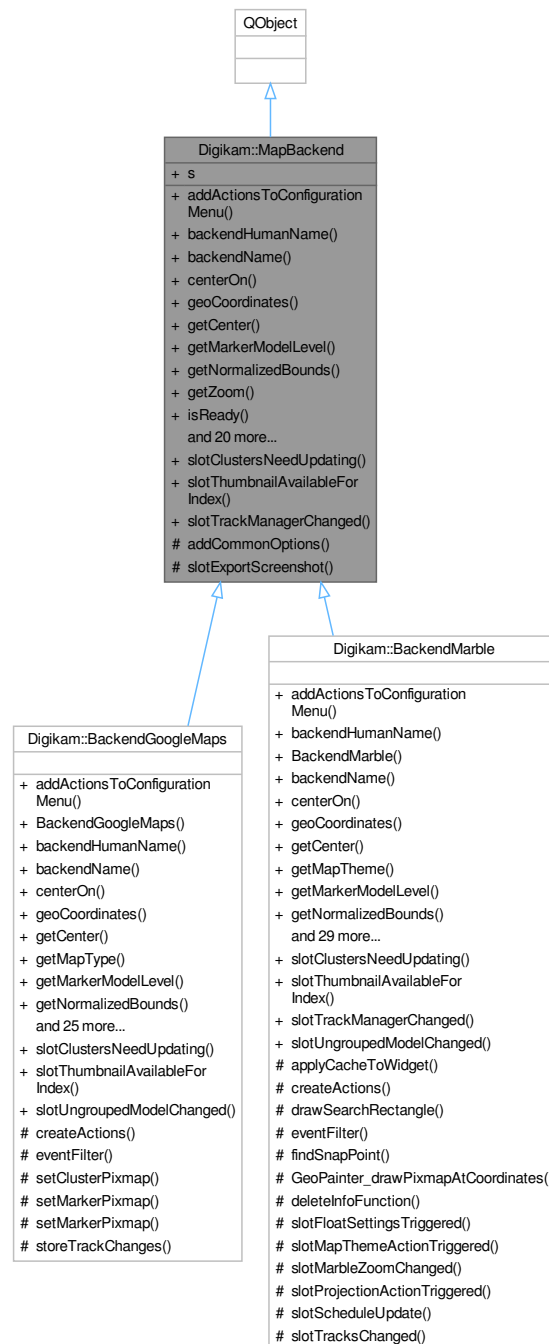 QObject
Digikam::MapBackend
+ s
+ addActionsToConfiguration
Menu()
+ backendHumanName()
+ backendName()
+ centerOn()
+ geoCoordinates()
+ getCenter()
+ getMarkerModelLevel()
+ getNormalizedBounds()
+ getZoom()
+ isReady()
and 20 more...
+ slotClustersNeedUpdating()
+ slotThumbnailAvailableFor
Index()
+ slotTrackManagerChanged()
# addCommonOptions()
# slotExportScreenshot()
Digikam::BackendGoogleMaps
+ addActionsToConfiguration
Menu()
+ BackendGoogleMaps()
+ backendHumanName()
+ backendName()
+ centerOn()
+ geoCoordinates()
+ getCenter()
+ getMapType()
+ getMarkerModelLevel()
+ getNormalizedBounds()
and 25 more...
+ slotClustersNeedUpdating()
+ slotThumbnailAvailableFor
Index()
+ slotUngroupedModelChanged()
# createActions()
# eventFilter()
# setClusterPixmap()
# setMarkerPixmap()
# setMarkerPixmap()
# storeTrackChanges()
Digikam::BackendMarble
+ addActionsToConfiguration
Menu()
+ backendHumanName()
+ BackendMarble()
+ backendName()
+ centerOn()
+ geoCoordinates()
+ getCenter()
+ getMapTheme()
+ getMarkerModelLevel()
+ getNormalizedBounds()
and 29 more...
+ slotClustersNeedUpdating()
+ slotThumbnailAvailableFor
Index()
+ slotTrackManagerChanged()
+ slotUngroupedModelChanged()
# applyCacheToWidget()
# createActions()
# drawSearchRectangle()
# eventFilter()
# findSnapPoint()
# GeoPainter_drawPixmapAtCoordinates(
# deleteInfoFunction()
# slotFloatSettingsTriggered()
# slotMapThemeActionTriggered()
# slotMarbleZoomChanged()
# slotProjectionActionTriggered()
# slotScheduleUpdate()
# slotTracksChanged()